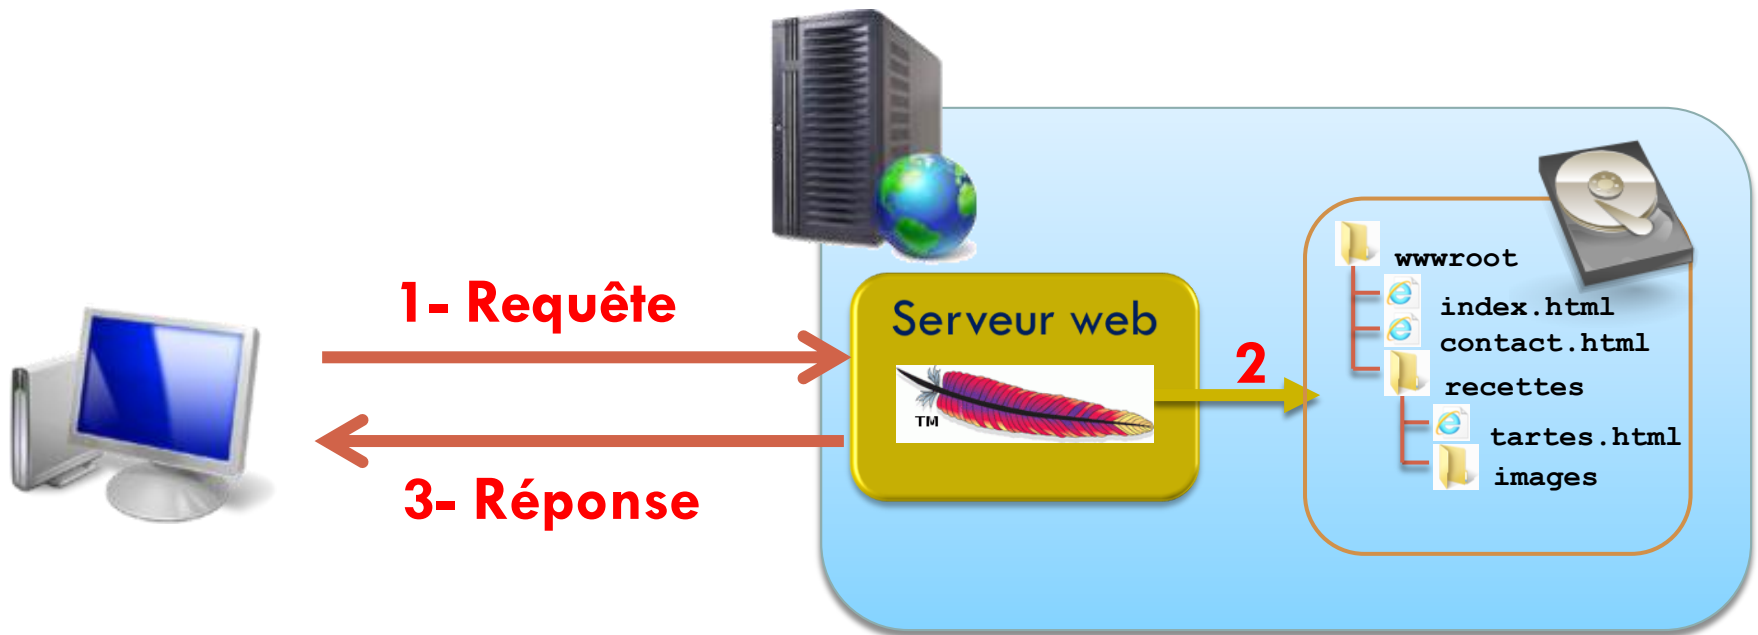 1- Requête
3- Réponse
Serveur web
TM
2
wwwroot
index.html
contact.html
recettes
tartes.html
images